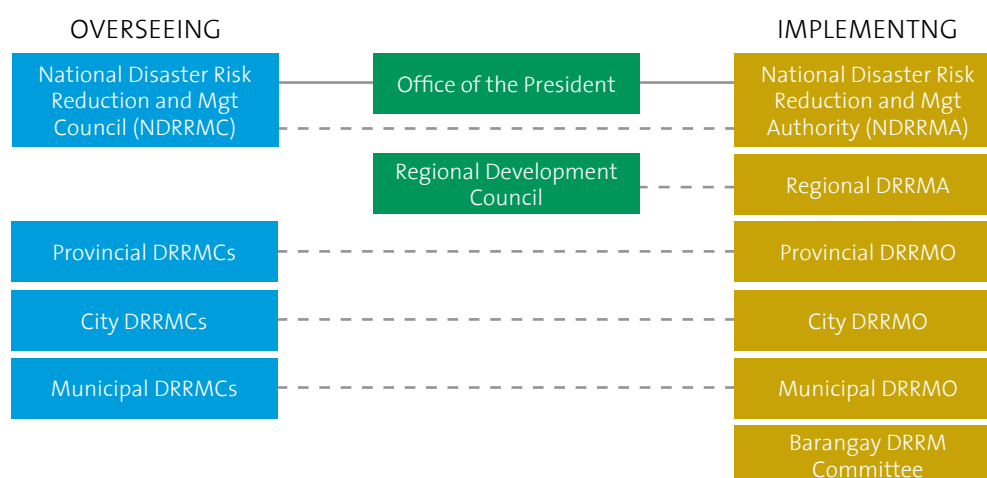 OVERSEEING
IMPLEMENTNG
National Disaster Risk
Reduction and Mgt
Council (NDRRMC)
Office of the President
National Disaster Risk
Reduction and Mgt
Authority (NDRRMA)
Regional Development
Council
Regional DRRMA
Provincial DRRMCs
Provincial DRRMO
City DRRMCs
City DRRMO
Municipal DRRMCs
Municipal DRRMO
Barangay DRRM
Committee